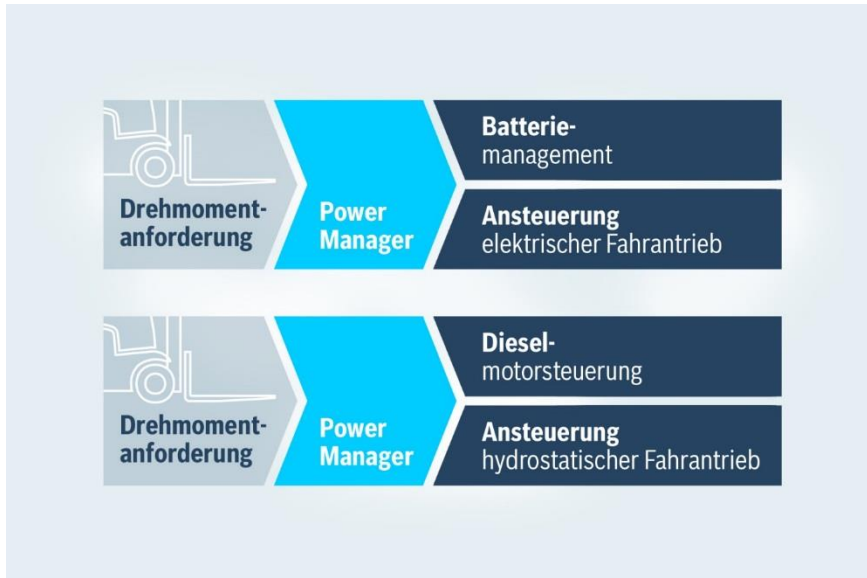 Drehmoment-
anforderung
Power
Manager
Batterie-
management
Ansteuerung
elektrischer Fahrantrieb
Drehmoment-
anforderung
Power
Manager
Diesel-
motorsteuerung
Ansteuerung
hydrostatischer Fahrantrieb